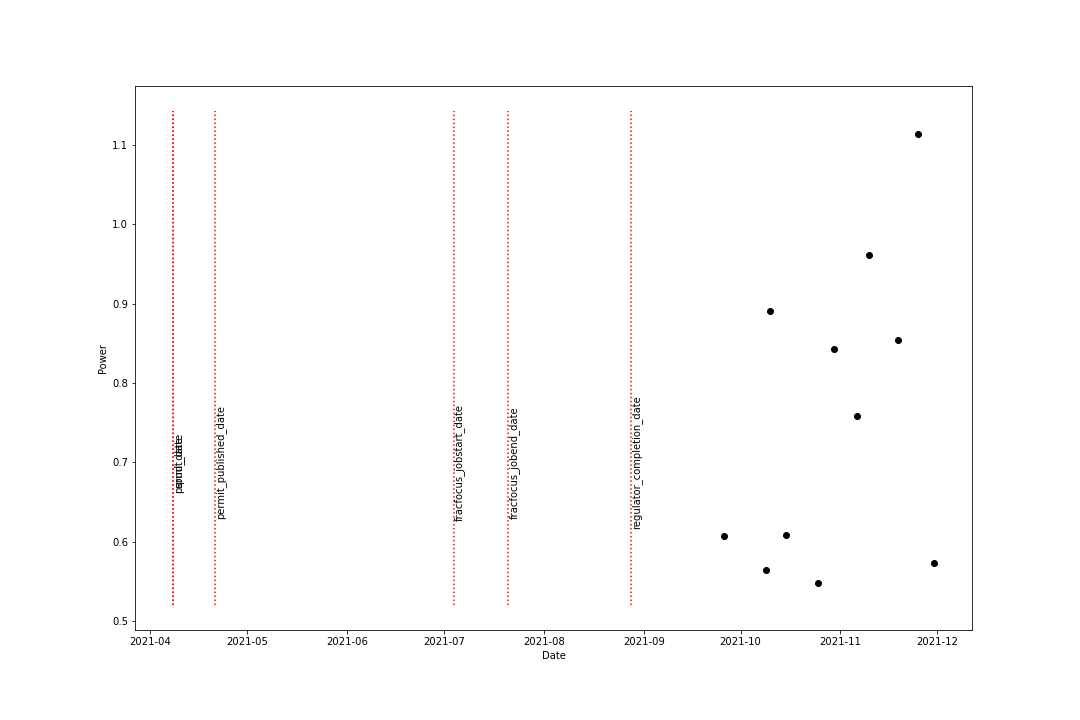 1.1
1.0
0.9
0.8
0.7
0.6
0.5
Power
permit_published_date
fracfocus_jobstart_date
fracfocus_jobend_date
regulator_completion_date
2021-04
2021-05
2021-06
2021-07
2021-08
2021-09
2021-10
2021-11
2021-12
Date